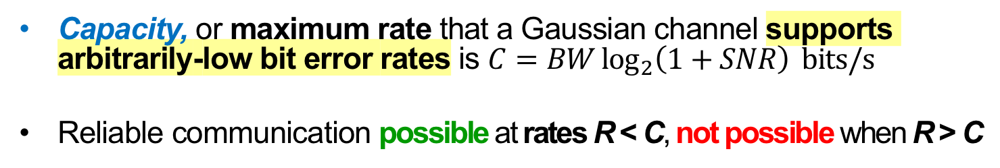 • Capacity, or maximum rate that a Gaussian channel supports
arbitrarily-low bit error rates is C = BW log₂(1 + SNR) bits/s
• Reliable communication possible at rates R < C, not possible when R > C